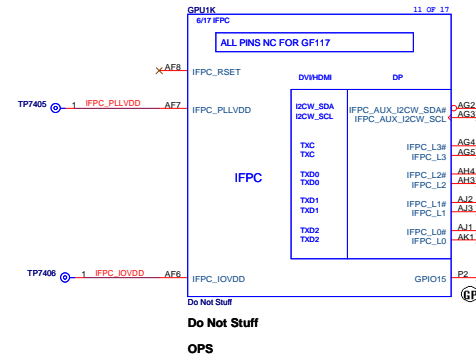 GPU1K 11 OF 17
6/17 IFPC
ALL PINS NC FOR GF117
AF8 IFPC_RSET
DVI/HDMI DP
TP7405 1 IFPC_PLLVDD AF7 IFPC_PLLVDD
I2CW_SDA IFPC_AUX_I2CW_SDA# AG2
I2CW_SCL IFPC_AUX_I2CW_SCL AG3
TXC IFPC_L3# AG4
TXC IFPC_L3 AG5
IFPC
TXD0 IFPC_L2# AH4
TXD0 IFPC_L2 AH3
TXD1 IFPC_L1# AJ2
TXD1 IFPC_L1 AJ3
TXD2 IFPC_L0# AJ1
TXD2 IFPC_L0 AK1
TP7406 1 IFPC_IOVDD AF6 IFPC_IOVDD GPIO15 P2
Do Not Stuff
Do Not Stuff
OPS